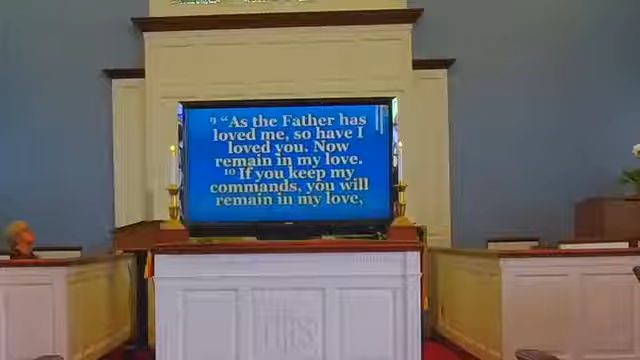 ⁹ “As the Father has
loved me, so have I
loved you. Now
remain in my love.
¹⁰ If you keep my
commands, you will
remain in my love,
IHS